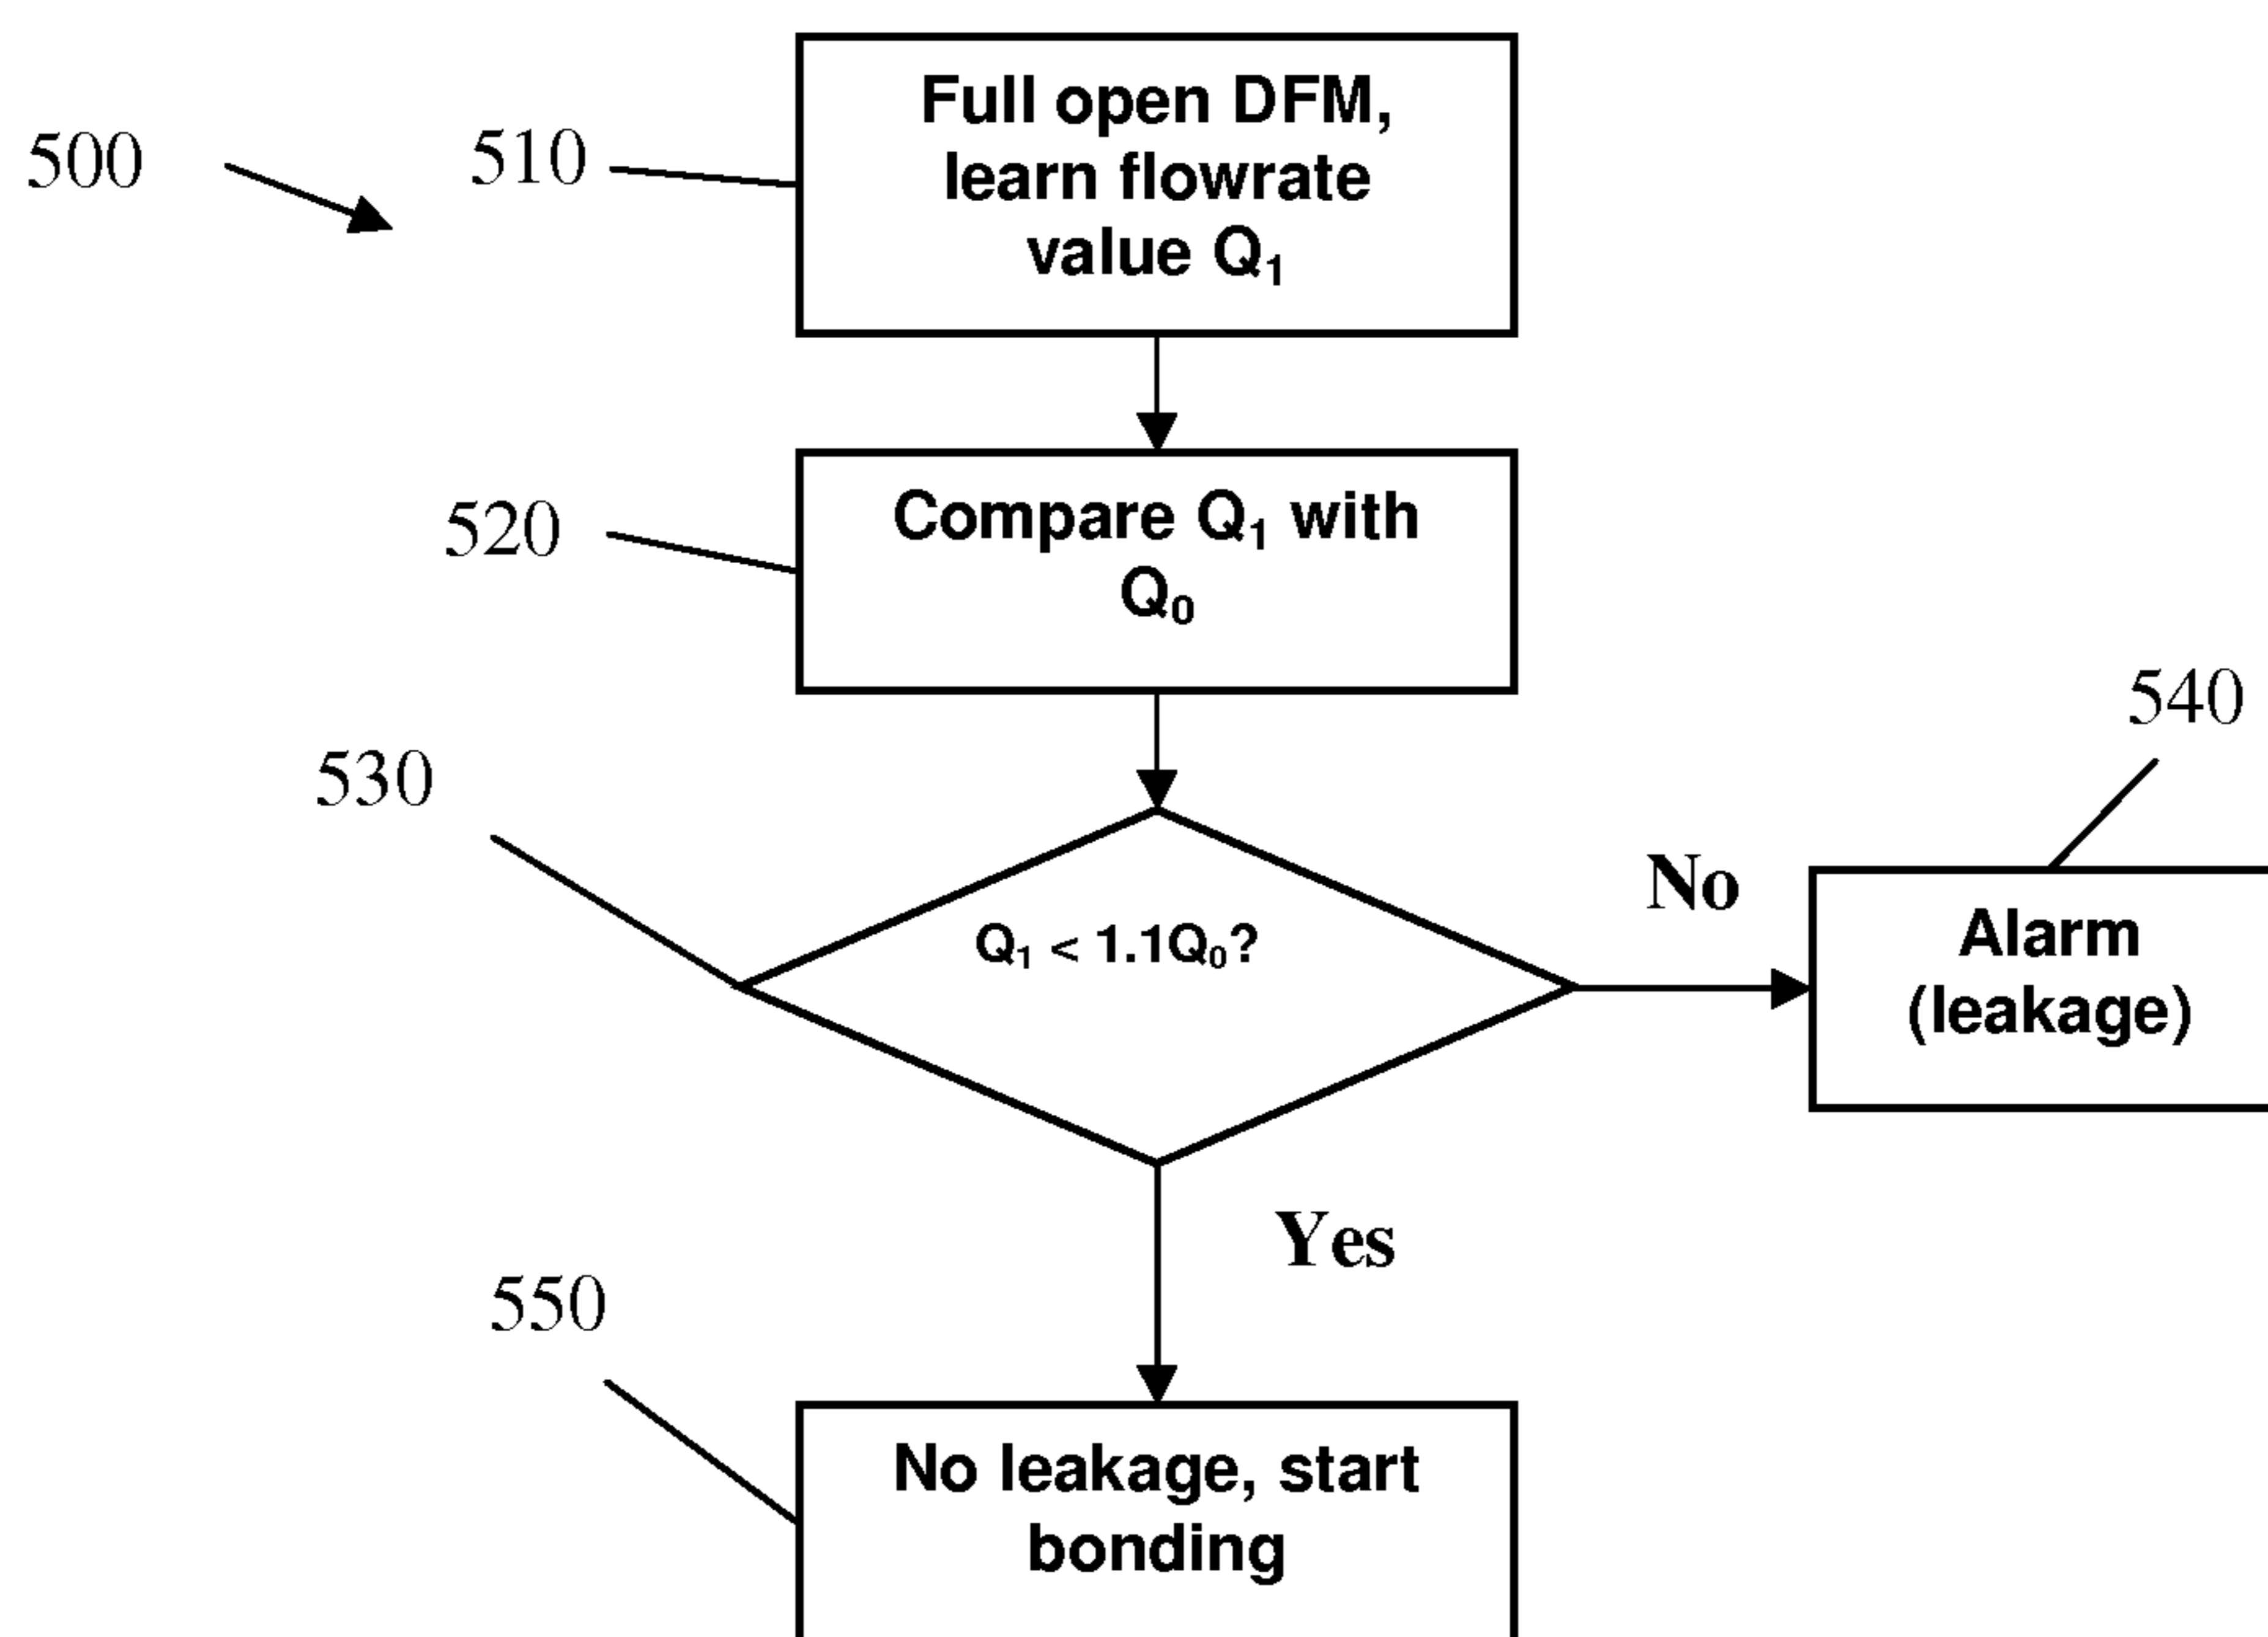 500
510
Full open DFM,
learn flowrate
value Q₁
520
Compare Q₁ with
Q₀
530
Q₁ < 1.1Q₀?
No
540
Alarm
(leakage)
Yes
550
No leakage, start
bonding